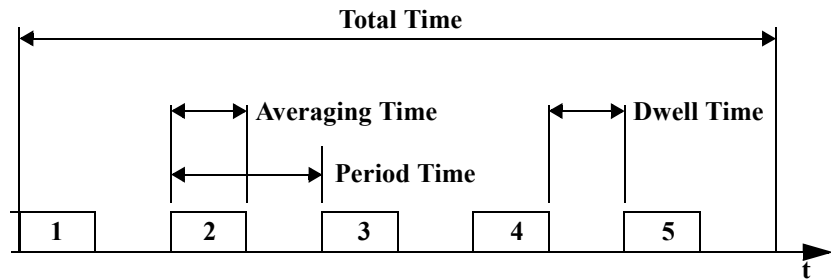 Total Time
Averaging Time
Dwell Time
Period Time
1 2 3 4 5
t